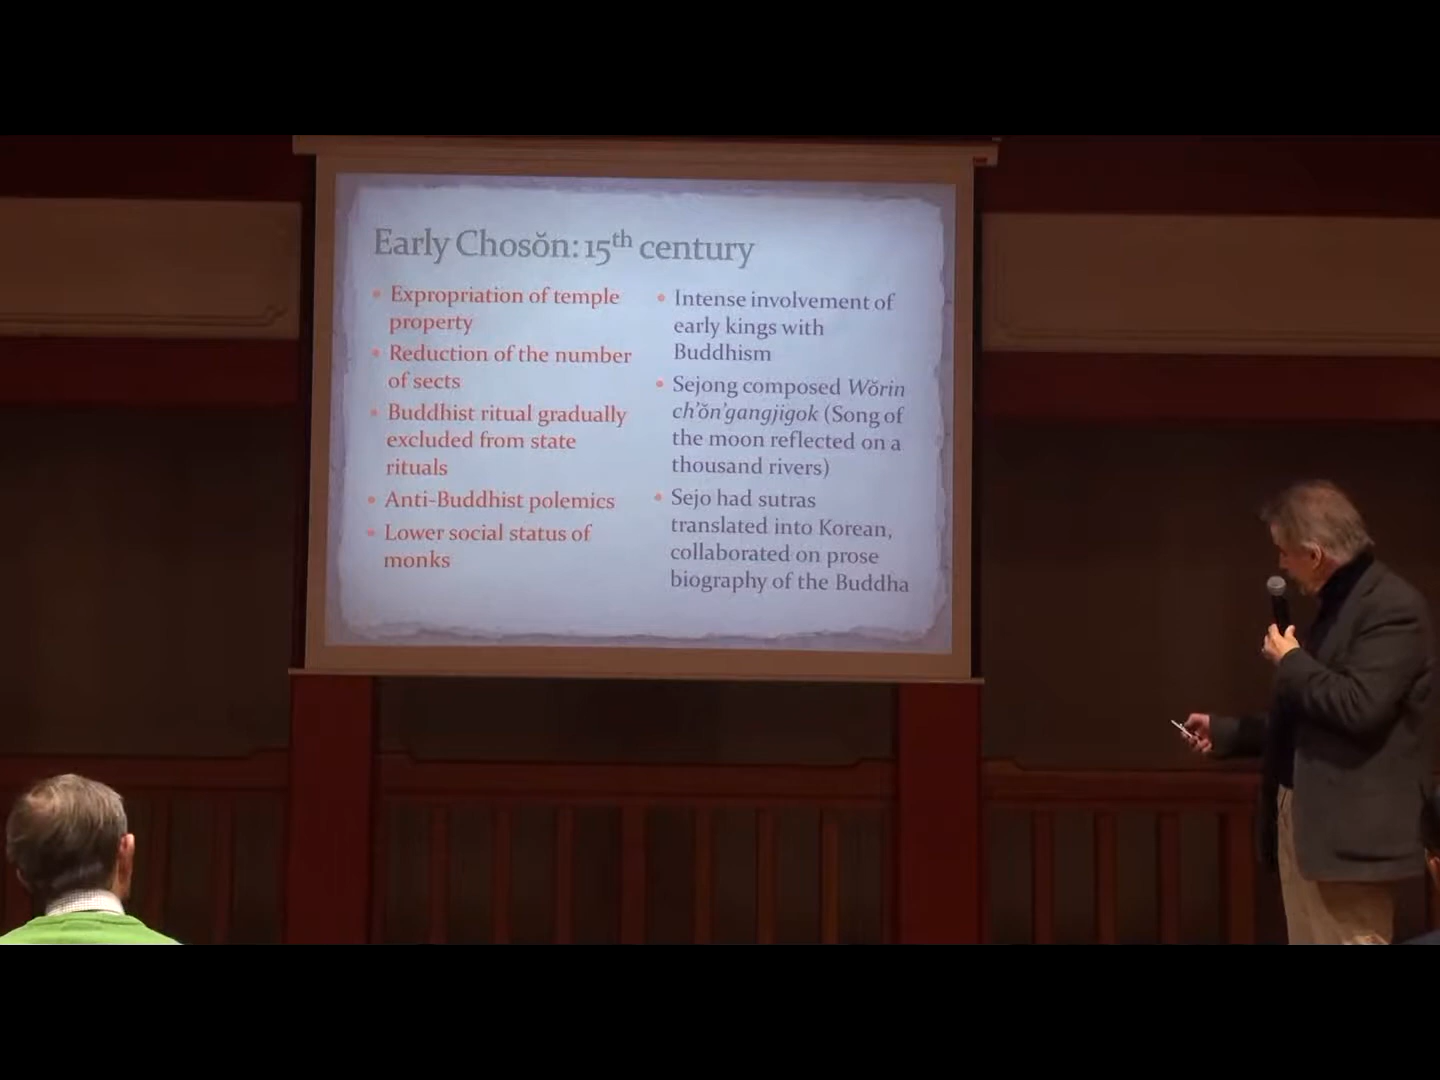 Early Chosŏn: 15th century
• Expropriation of temple
property
• Reduction of the number
of sects
• Buddhist ritual gradually
excluded from state
rituals
• Anti-Buddhist polemics
• Lower social status of
monks
• Intense involvement of
early kings with
Buddhism
• Sejong composed Wŏrin
ch'ŏn'gangjigok (Song of
the moon reflected on a
thousand rivers)
• Sejo had sutras
translated into Korean,
collaborated on prose
biography of the Buddha